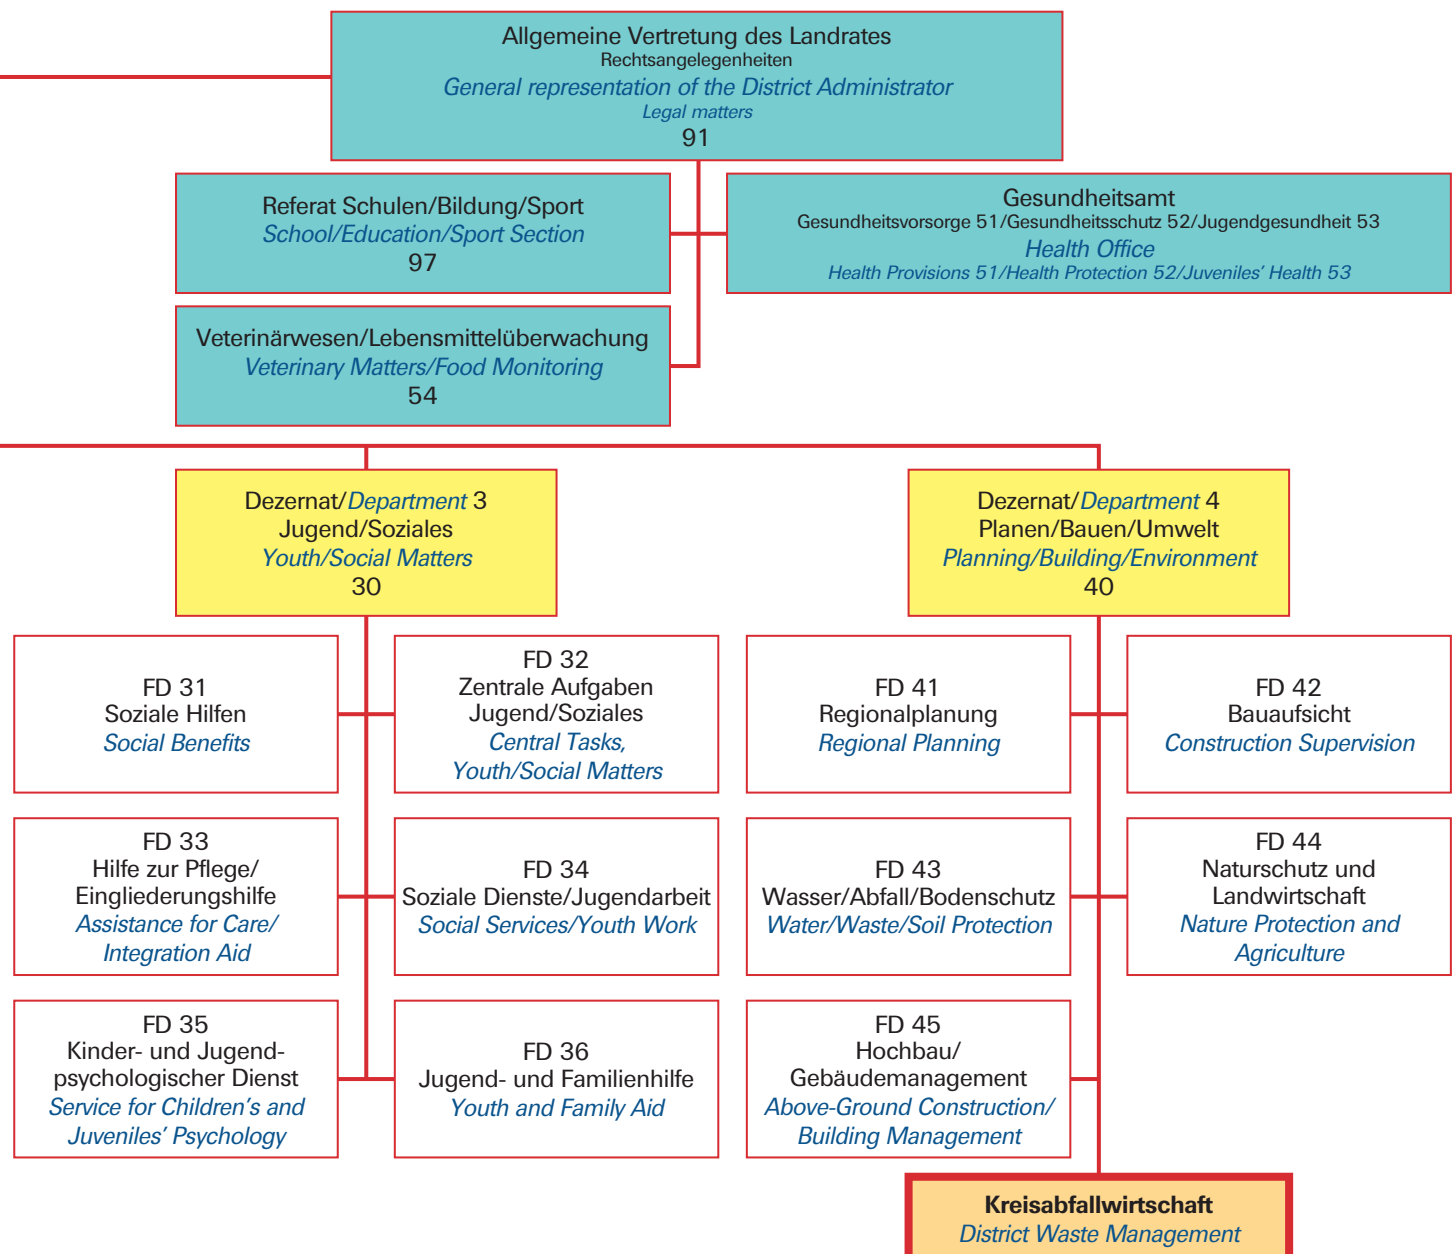 Allgemeine Vertretung des Landrates
Rechtsangelegenheiten
General representation of the District Administrator
Legal matters
91
Referat Schulen/Bildung/Sport
School/Education/Sport Section
97
Gesundheitsamt
Gesundheitsvorsorge 51/Gesundheitsschutz 52/Jugendgesundheit 53
Health Office
Health Provisions 51/Health Protection 52/Juveniles' Health 53
Veterinärwesen/Lebensmittelüberwachung
Veterinary Matters/Food Monitoring
54
Dezernat/Department 3
Jugend/Soziales
Youth/Social Matters
30
Dezernat/Department 4
Planen/Bauen/Umwelt
Planning/Building/Environment
40
FD 31
Soziale Hilfen
Social Benefits
FD 32
Zentrale Aufgaben
Jugend/Soziales
Central Tasks,
Youth/Social Matters
FD 41
Regionalplanung
Regional Planning
FD 42
Bauaufsicht
Construction Supervision
FD 33
Hilfe zur Pflege/
Eingliederungshilfe
Assistance for Care/
Integration Aid
FD 34
Soziale Dienste/Jugendarbeit
Social Services/Youth Work
FD 43
Wasser/Abfall/Bodenschutz
Water/Waste/Soil Protection
FD 44
Naturschutz und
Landwirtschaft
Nature Protection and
Agriculture
FD 35
Kinder- und Jugend-
psychologischer Dienst
Service for Children's and
Juveniles' Psychology
FD 36
Jugend- und Familienhilfe
Youth and Family Aid
FD 45
Hochbau/
Gebäudemanagement
Above-Ground Construction/
Building Management
Kreisabfallwirtschaft
District Waste Management